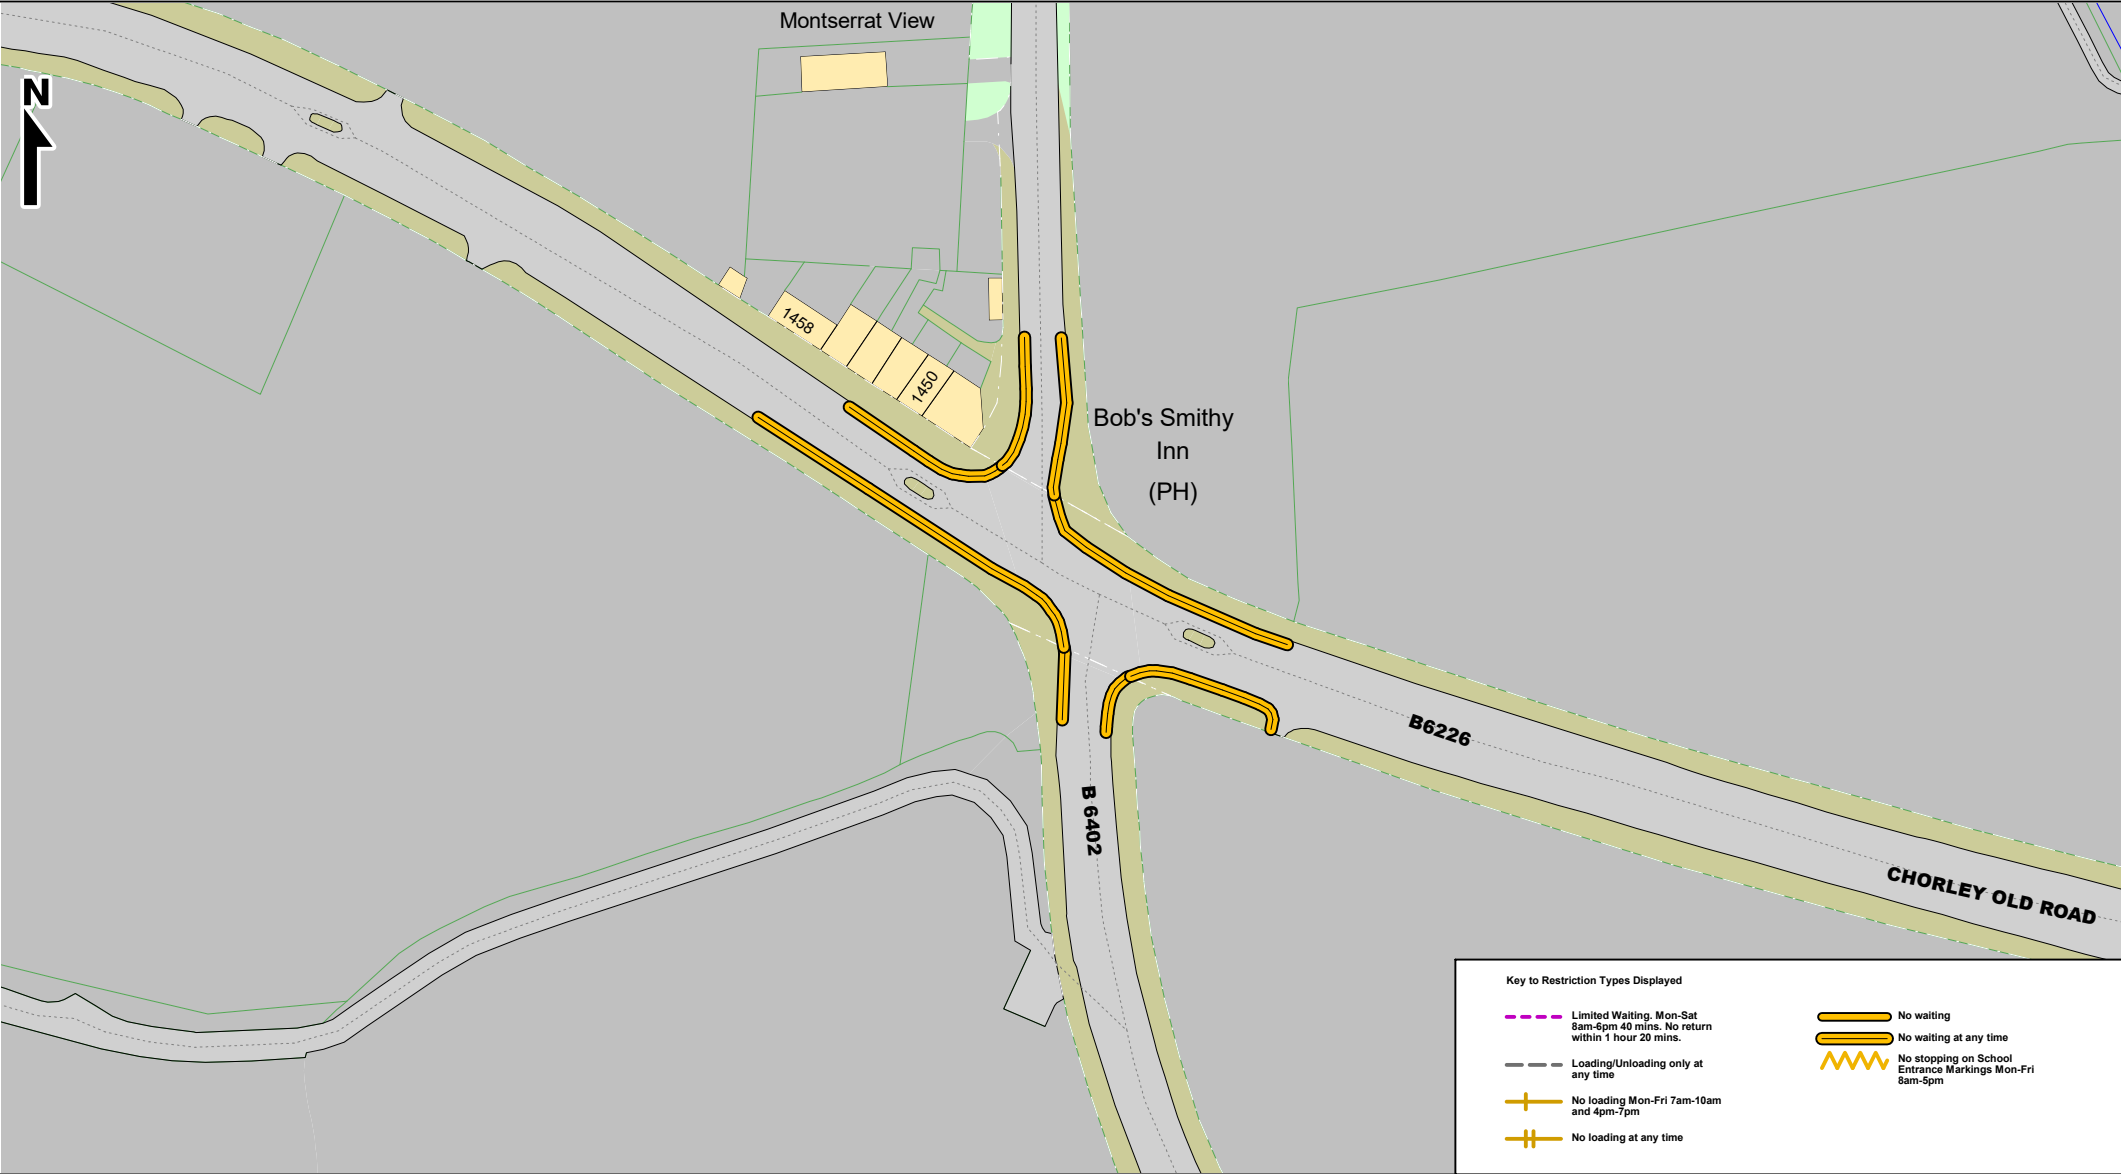 Montserrat View
N
1458
1450
Bob's Smithy
Inn
(PH)
B6226
B 6402
CHORLEY OLD ROAD
Key to Restriction Types Displayed
Limited Waiting. Mon-Sat
8am-6pm 40 mins. No return
within 1 hour 20 mins.
Loading/Unloading only at
any time
No loading Mon-Fri 7am-10am
and 4pm-7pm
No loading at any time
No waiting
No waiting at any time
No stopping on School
Entrance Markings Mon-Fri
8am-5pm